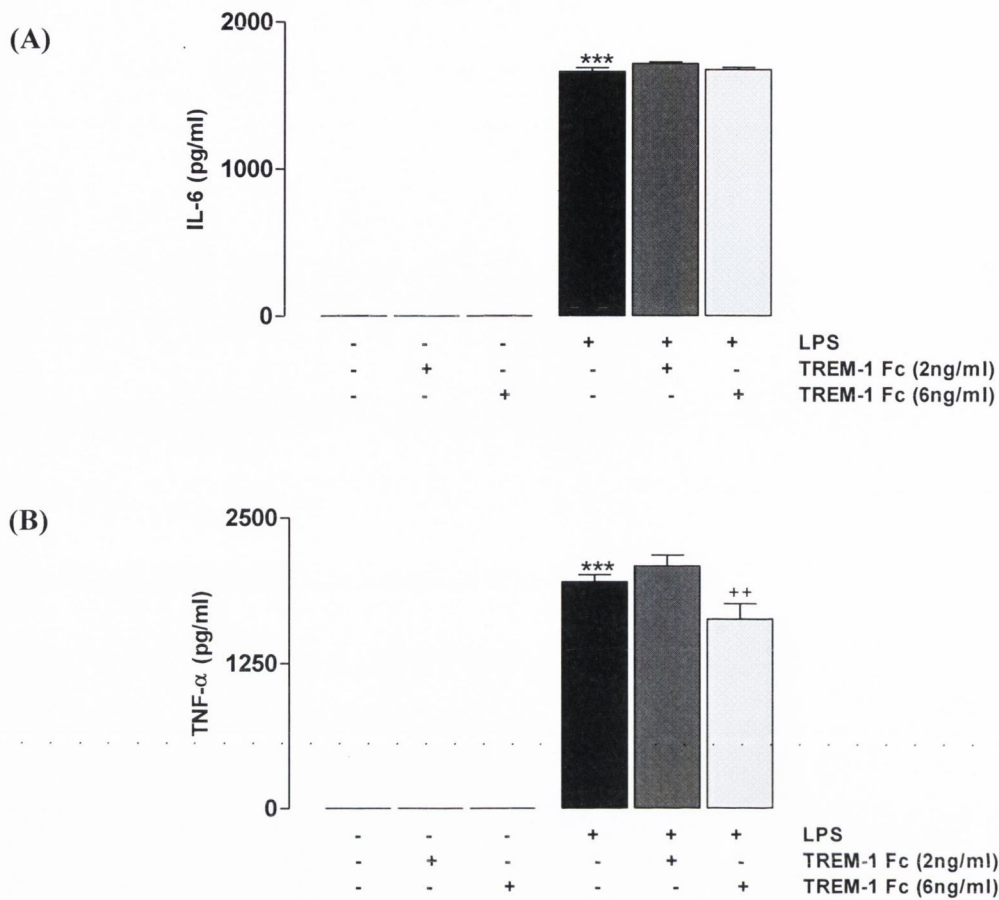 (A)
2000
1000
0
IL-6 (pg/ml)
***
- - - + + + LPS
- + - - + - TREM-1 Fc (2ng/ml)
- - + - - + TREM-1 Fc (6ng/ml)
(B)
2500
1250
0
TNF-α (pg/ml)
***
++
- - - + + + LPS
- + - - + - TREM-1 Fc (2ng/ml)
- - + - - + TREM-1 Fc (6ng/ml)